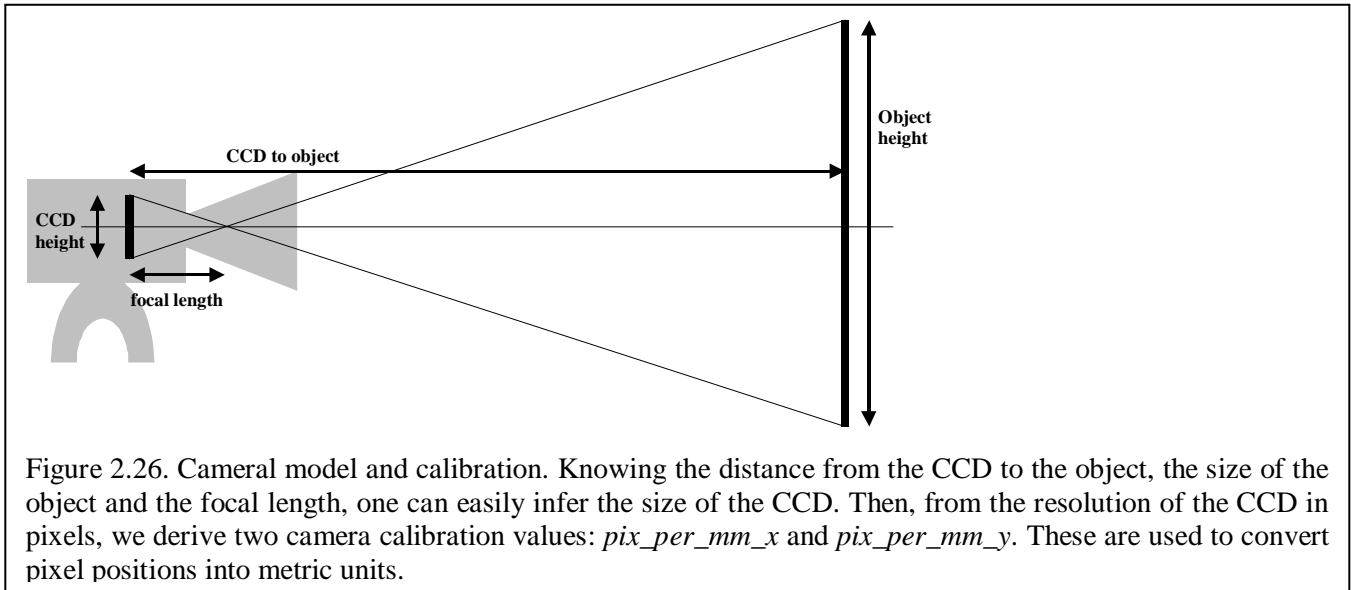 Object
height
CCD to object
CCD
height
focal length
Figure 2.26. Cameral model and calibration. Knowing the distance from the CCD to the object, the size of the
object and the focal length, one can easily infer the size of the CCD. Then, from the resolution of the CCD in
pixels, we derive two camera calibration values: pix_per_mm_x and pix_per_mm_y. These are used to convert
pixel positions into metric units.